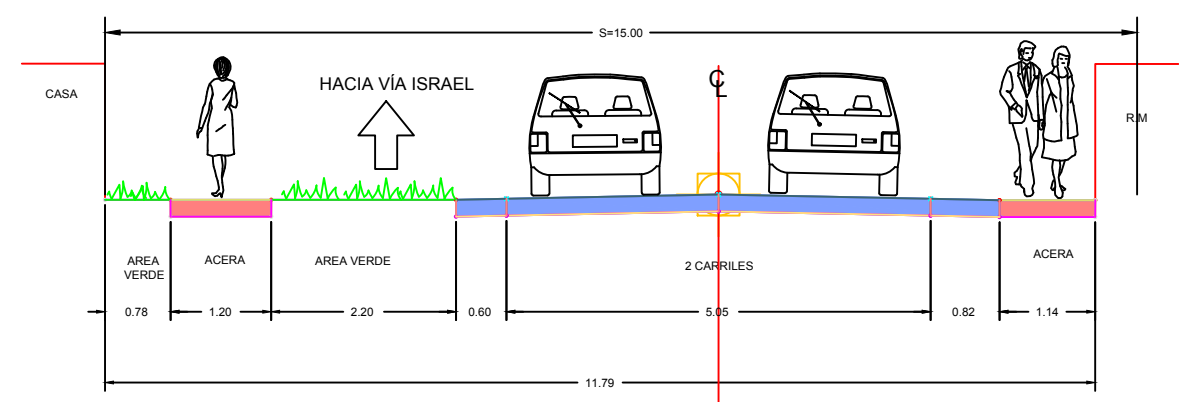 S=15.00
CASA
HACIA VÍA ISRAEL
CL
R.M
AREA
VERDE
ACERA
AREA VERDE
2 CARRILES
ACERA
0.78
1.20
2.20
0.60
5.05
0.82
1.14
11.79